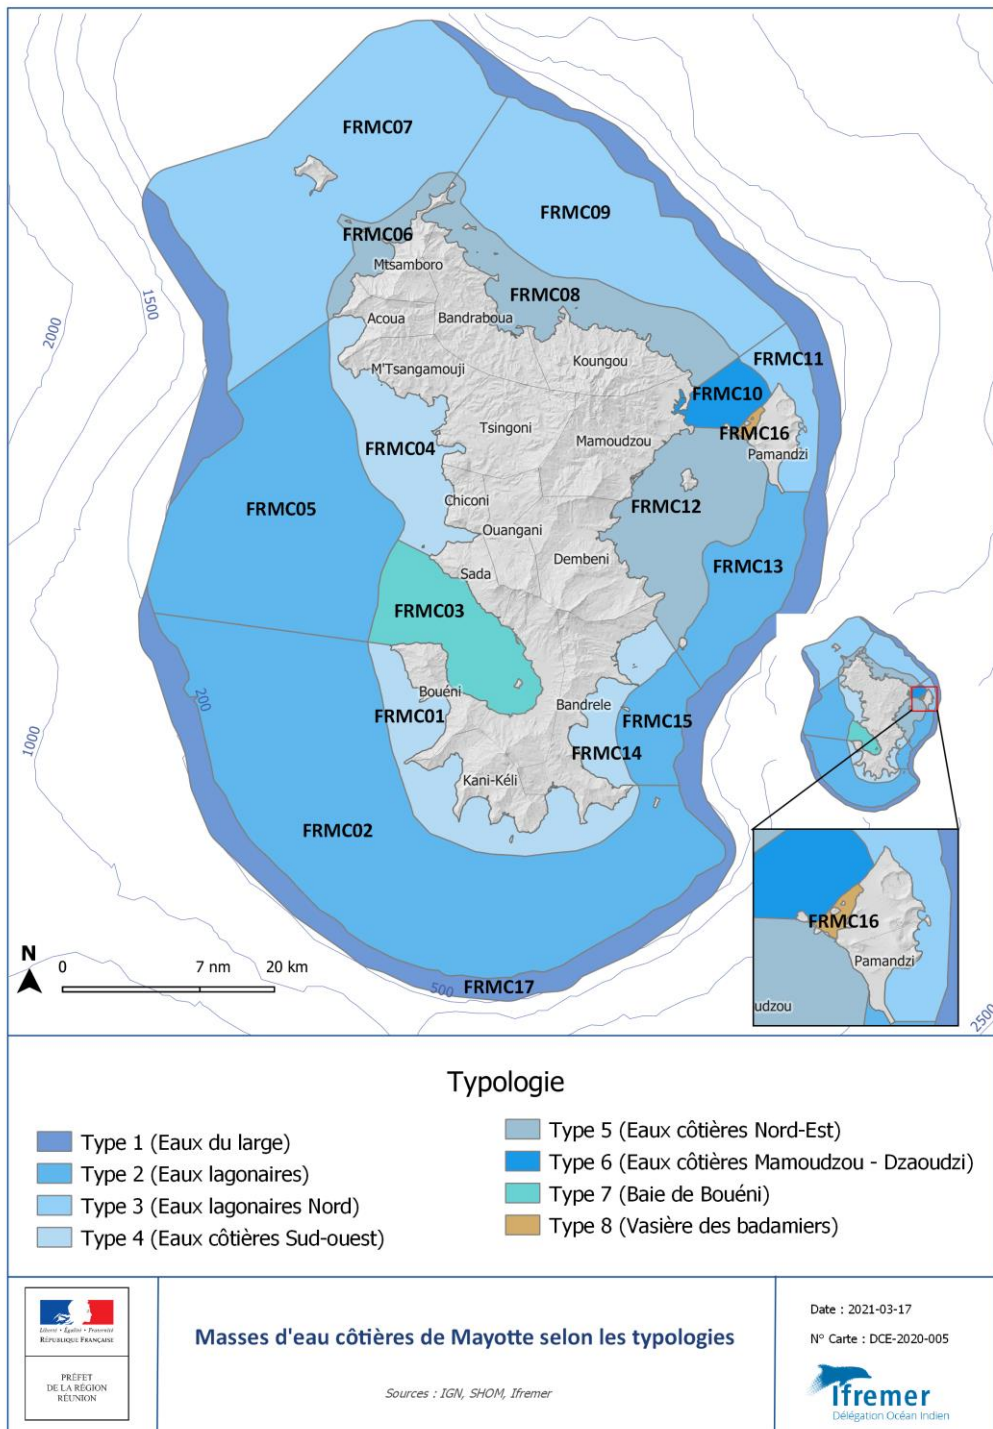 FRMC07
FRMC09
1500
2000
FRMC06
Mtsamboro
FRMC08
Acoua
Bandraboua
Koungou
FRMC11
M'Tsangamouji
FRMC10
Tsingoni
Mamoudzou
FRMC16
Pamandzi
FRMC04
Chiconi
FRMC12
FRMC05
Ouangani
Dembeni
FRMC13
Sada
FRMC03
200
Bouéni
Bandrele
FRMC01
FRMC15
1000
FRMC14
Kani-Kéli
FRMC02
FRMC16
Pamandzi
udzou
N
0 7 nm 20 km
500
FRMC17
2500
Typologie
Type 1 (Eaux du large)
Type 2 (Eaux lagonaires)
Type 3 (Eaux lagonaires Nord)
Type 4 (Eaux côtières Sud-ouest)
Type 5 (Eaux côtières Nord-Est)
Type 6 (Eaux côtières Mamoudzou - Dzaoudzi)
Type 7 (Baie de Bouéni)
Type 8 (Vasière des badamiers)
Liberté • Égalité • Fraternité
RÉPUBLIQUE FRANÇAISE
PRÉFET
DE LA RÉGION
RÉUNION
Masses d'eau côtières de Mayotte selon les typologies
Sources : IGN, SHOM, Ifremer
Date : 2021-03-17
N° Carte : DCE-2020-005
Ifremer
Délégation Océan Indien